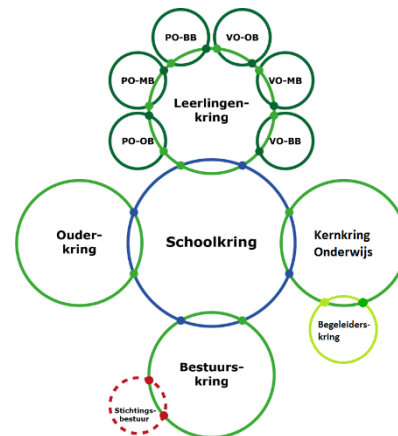 PO-BB
VO-OB
PO-MB
VO-MB
Leerlingen-
kring
PO-OB
VO-BB
Ouder-
kring
Schoolkring
Kernkring
Onderwijs
Begeleiders-
kring
Bestuurs-
kring
Stichtings-
bestuur